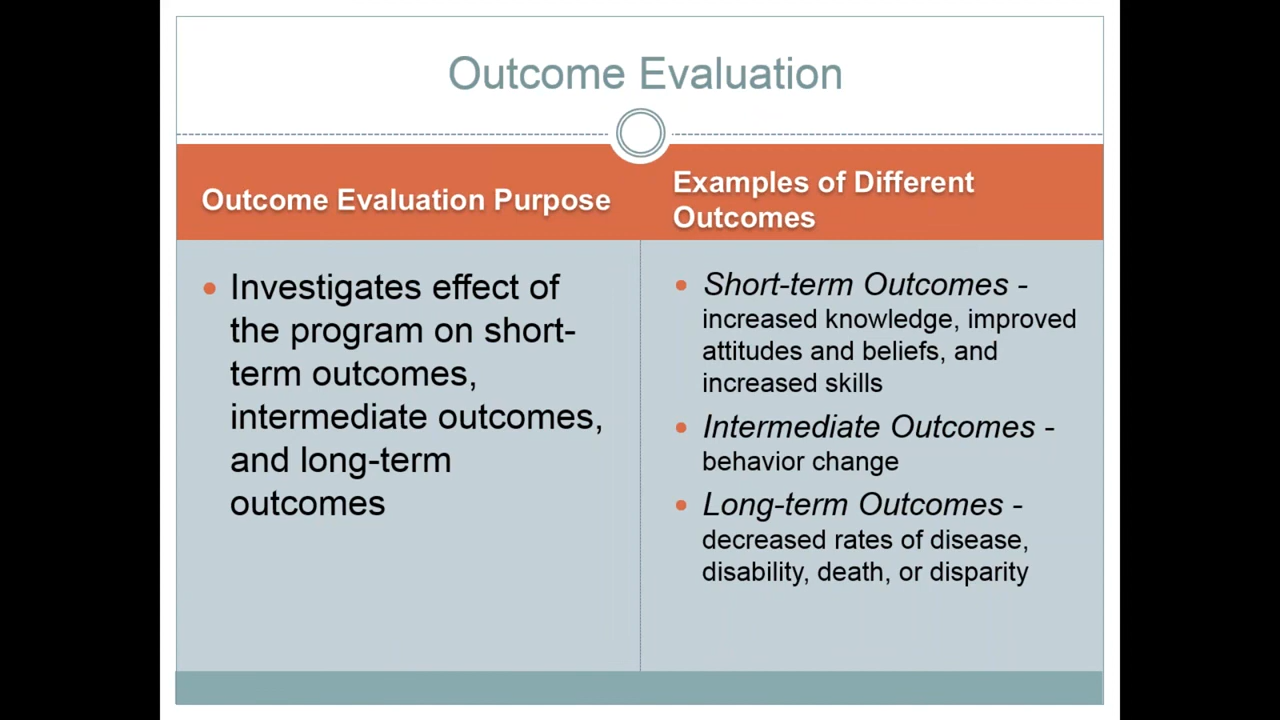 Outcome Evaluation
Outcome Evaluation Purpose
Investigates effect of
the program on short-
term outcomes,
intermediate outcomes,
and long-term
outcomes
Examples of Different
Outcomes
Short-term Outcomes -
increased knowledge, improved
attitudes and beliefs, and
increased skills
Intermediate Outcomes -
behavior change
Long-term Outcomes -
decreased rates of disease,
disability, death, or disparity